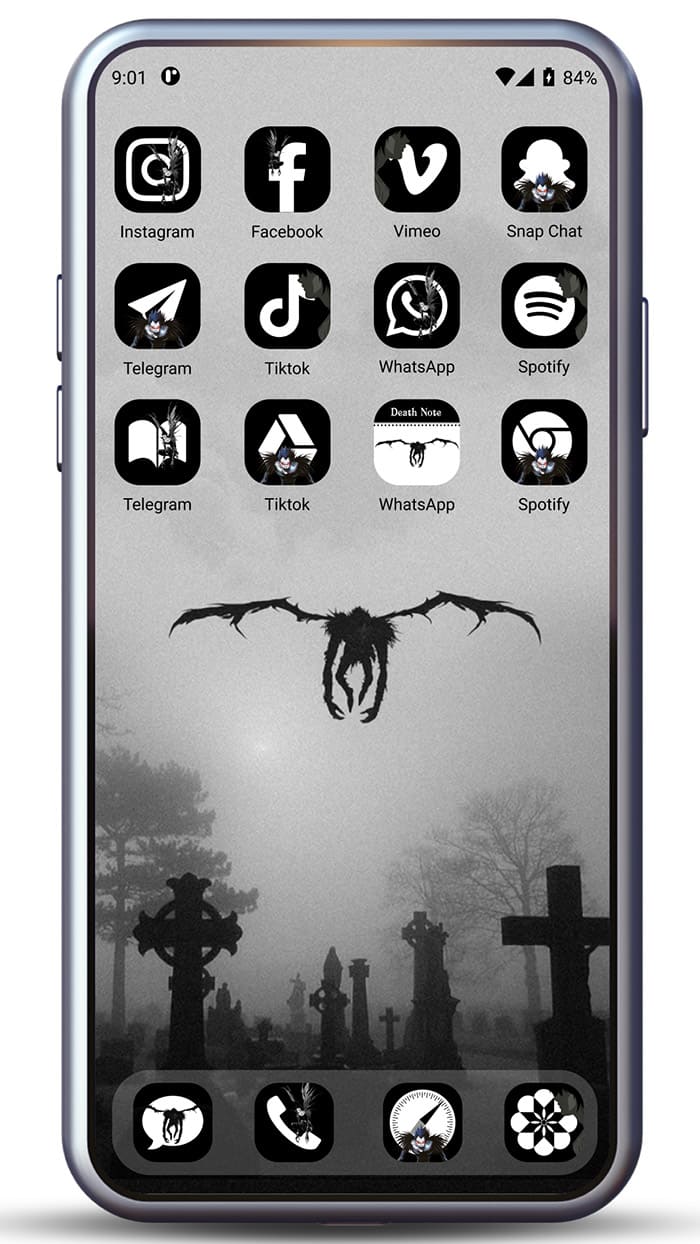 9:01 84%
Instagram Facebook Vimeo Snap Chat
Telegram Tiktok WhatsApp Spotify
Death Note
Telegram Tiktok WhatsApp Spotify